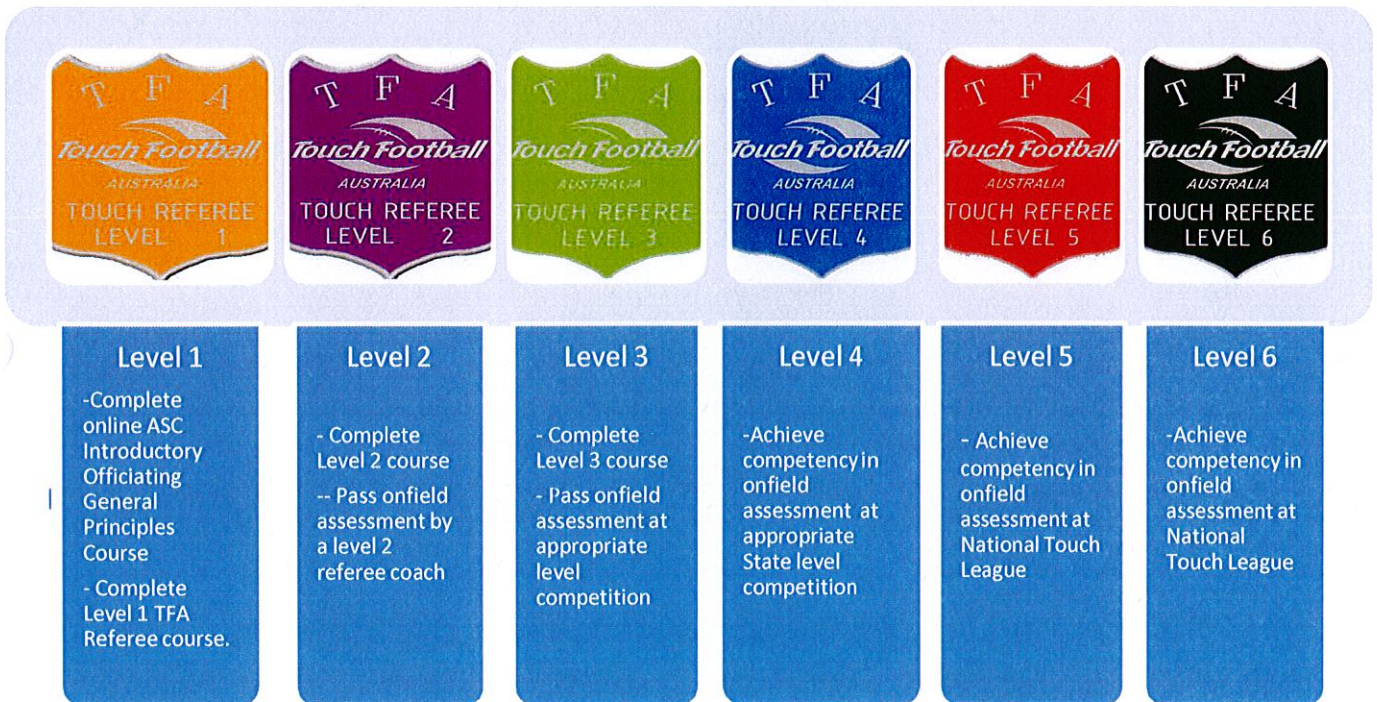 T F A
Touch Football
AUSTRALIA
TOUCH REFEREE
LEVEL 1
T F A
Touch Football
AUSTRALIA
TOUCH REFEREE
LEVEL 2
T F A
Touch Football
AUSTRALIA
TOUCH REFEREE
LEVEL 3
T F A
Touch Football
AUSTRALIA
TOUCH REFEREE
LEVEL 4
T F A
Touch Football
AUSTRALIA
TOUCH REFEREE
LEVEL 5
T F A
Touch Football
AUSTRALIA
TOUCH REFEREE
LEVEL 6
Level 1
-Complete
online ASC
Introductory
Officiating
General
Principles
Course
- Complete
Level 1 TFA
Referee course.
Level 2
- Complete
Level 2 course
-- Pass onfield
assessment by
a level 2
referee coach
Level 3
- Complete
Level 3 course
- Pass onfield
assessment at
appropriate
level
competition
Level 4
-Achieve
competency in
onfield
assessment at
appropriate
State level
competition
Level 5
- Achieve
competency in
onfield
assessment at
National Touch
League
Level 6
-Achieve
competency in
onfield
assessment at
National
Touch League